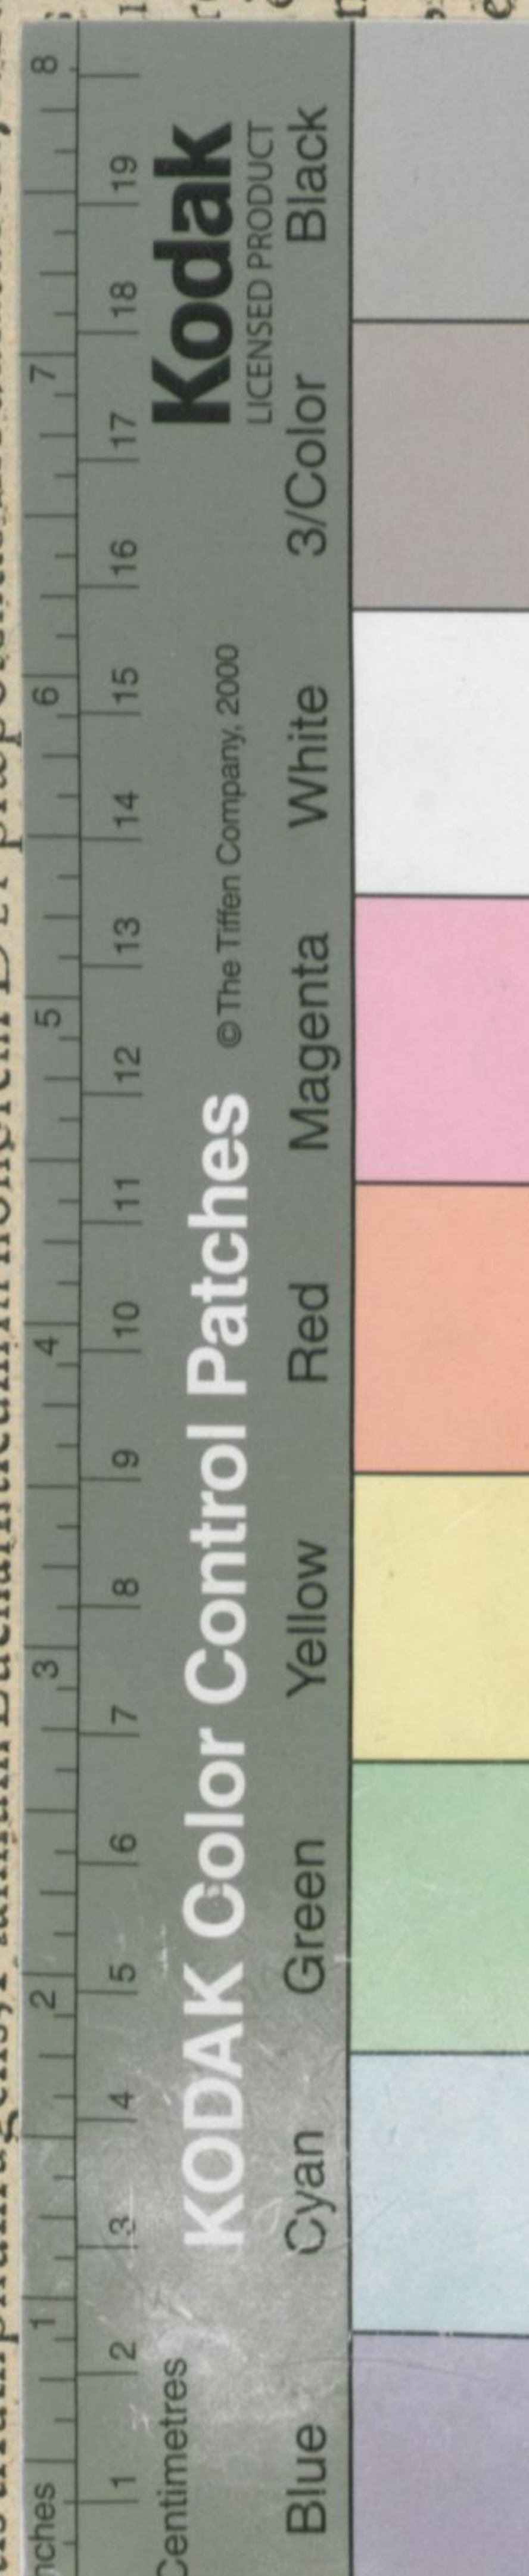 Inches 1 2 3 4 5 6 7 8
Centimetres 1 2 3 4 5 6 7 8 9 10 11 12 13 14 15 16 17 18 19
KODAK Color Control Patches © The Tiffen Company, 2000 Kodak
LICENSED PRODUCT
Blue Cyan Green Yellow Red Magenta White 3/Color Black